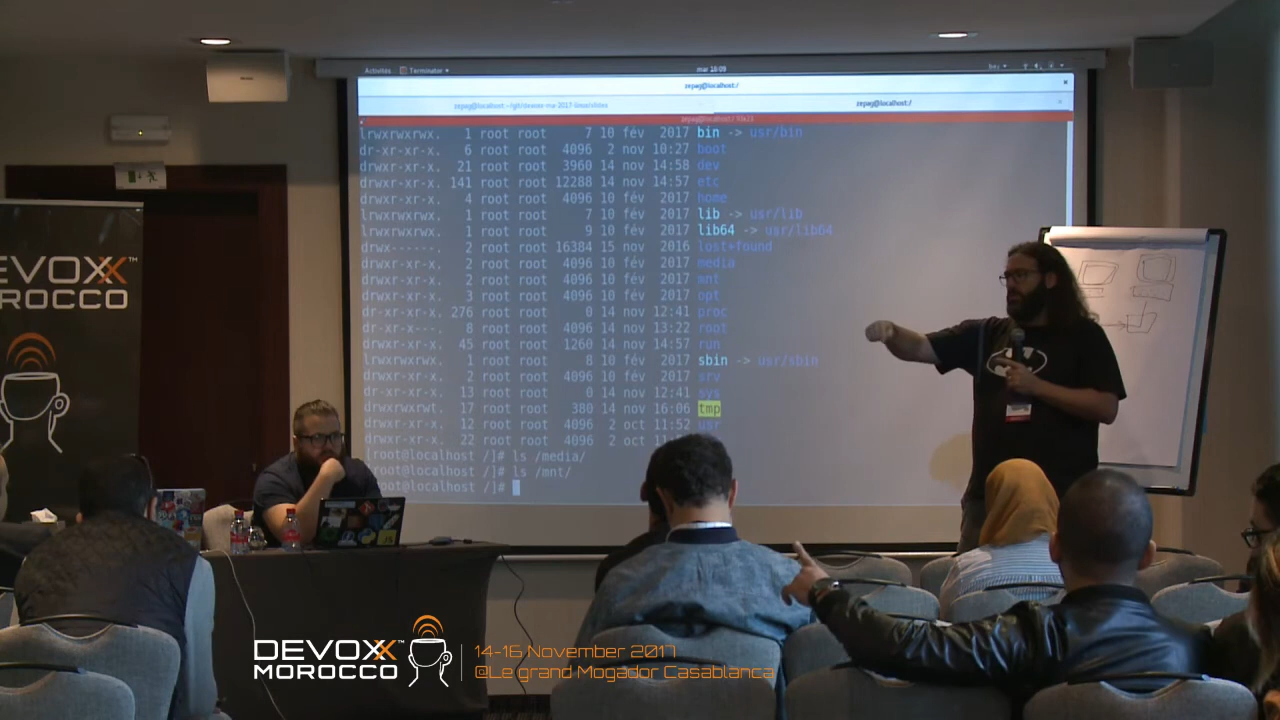 Activités Terminator mar 16:09
zepag@localhost:/
zepag@localhost:~/git/devoxx-ma-2017-linux/slides zepag@localhost:/
zepag@localhost:/ 93x23
lrwxrwxrwx. 1 root root 7 10 fév 2017 bin -> usr/bin
dr-xr-xr-x. 6 root root 4096 2 nov 10:27 boot
drwxr-xr-x. 21 root root 3960 14 nov 14:58 dev
drwxr-xr-x. 141 root root 12288 14 nov 14:57 etc
drwxr-xr-x. 4 root root 4096 10 fév 2017 home
lrwxrwxrwx. 1 root root 7 10 fév 2017 lib -> usr/lib
lrwxrwxrwx. 1 root root 9 10 fév 2017 lib64 -> usr/lib64
drwx------. 2 root root 16384 15 nov 2016 lost+found
drwxr-xr-x. 2 root root 4096 10 fév 2017 media
drwxr-xr-x. 2 root root 4096 10 fév 2017 mnt
drwxr-xr-x. 3 root root 4096 10 fév 2017 opt
dr-xr-xr-x. 276 root root 0 14 nov 12:41 proc
dr-xr-x---. 8 root root 4096 14 nov 13:22 root
drwxr-xr-x. 45 root root 1260 14 nov 14:57 run
lrwxrwxrwx. 1 root root 8 10 fév 2017 sbin -> usr/sbin
drwxr-xr-x. 2 root root 4096 10 fév 2017 srv
dr-xr-xr-x. 13 root root 0 14 nov 12:41 sys
drwxrwxrwt. 17 root root 380 14 nov 16:06 tmp
drwxr-xr-x. 12 root root 4096 2 oct 11:52 usr
drwxr-xr-x. 22 root root 4096 2 oct
[root@localhost /]# ls /media/
[root@localhost /]# ls /mnt/
root@localhost /]#
EVOXX™
ROCCO
DEVOXX™
MOROCCO
14-16 November 2017
@Le grand Mogador Casablanca